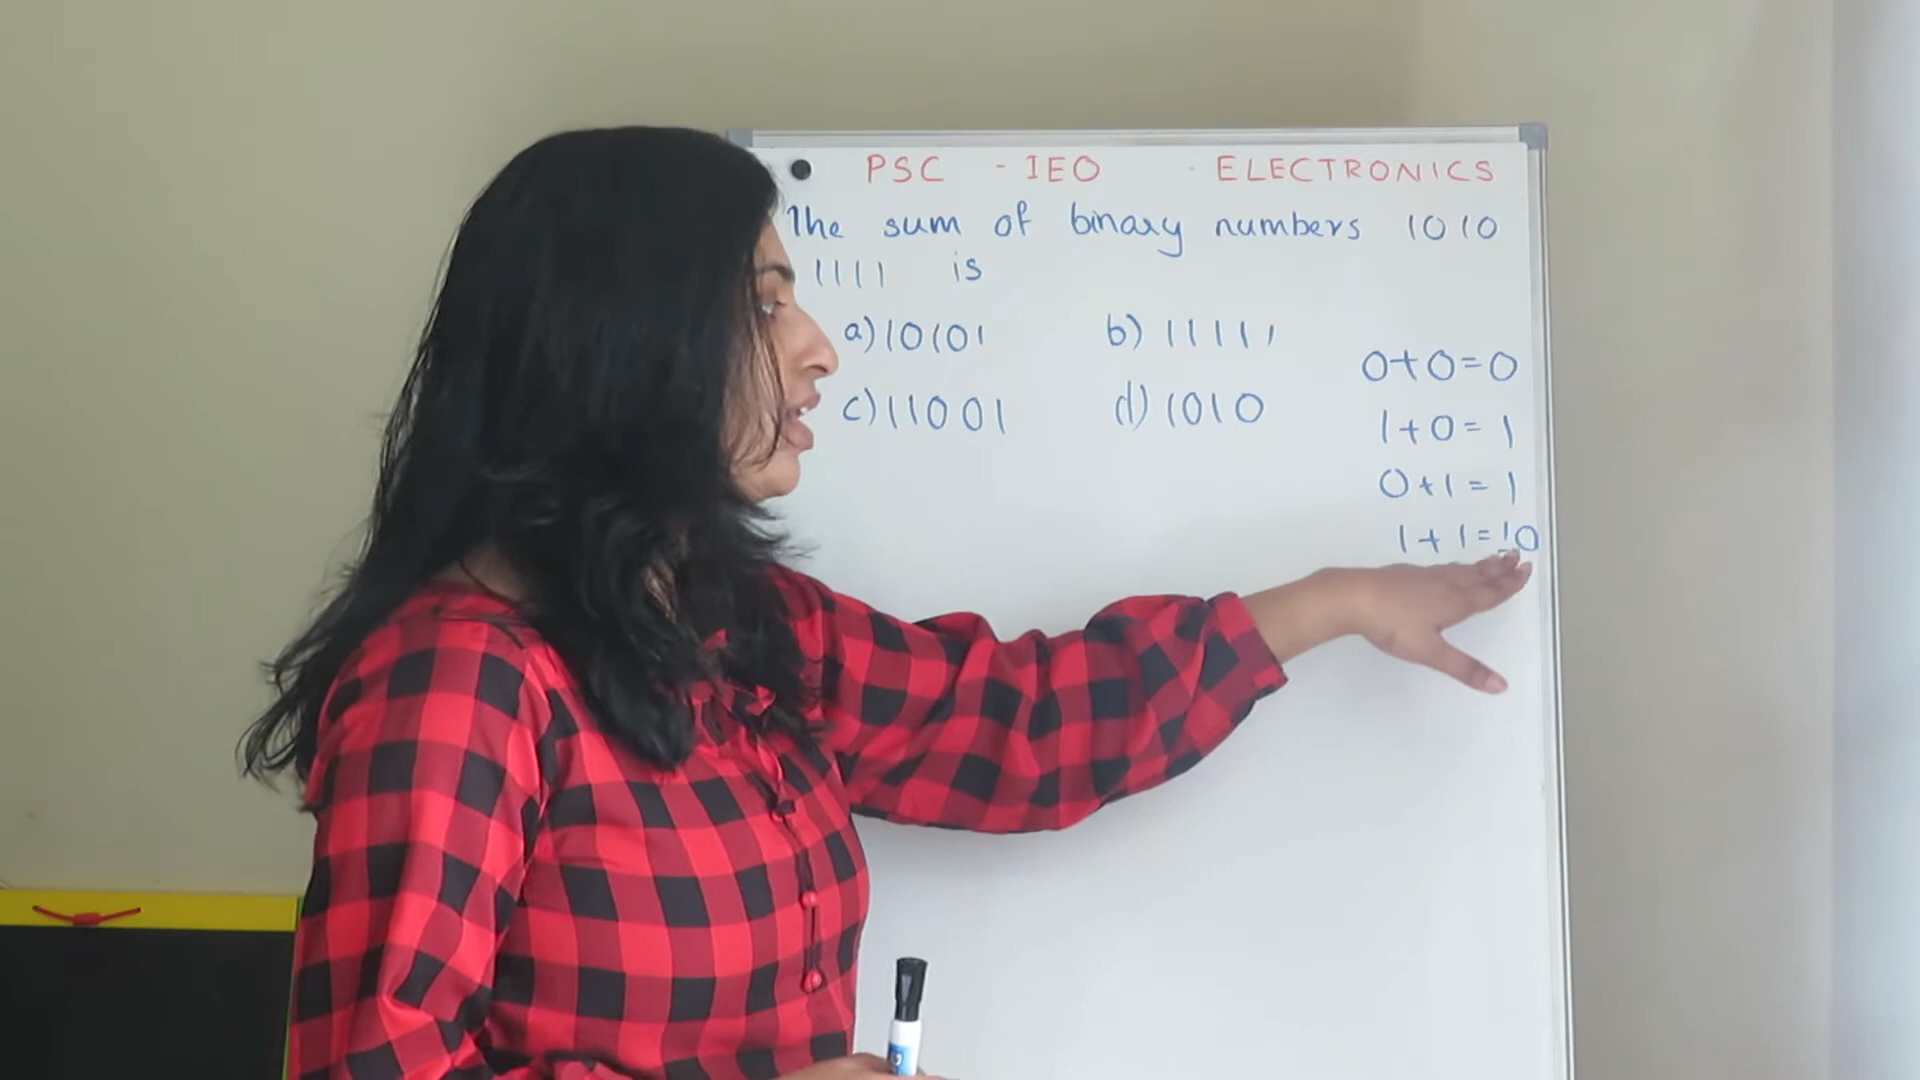 PSC - IEO - ELECTRONICS
The sum of binary numbers 1010
1111 is
a) 10101 b) 11111
c) 11001 d) 1010
0+0=0
1+0=1
0+1=1
1+1=10